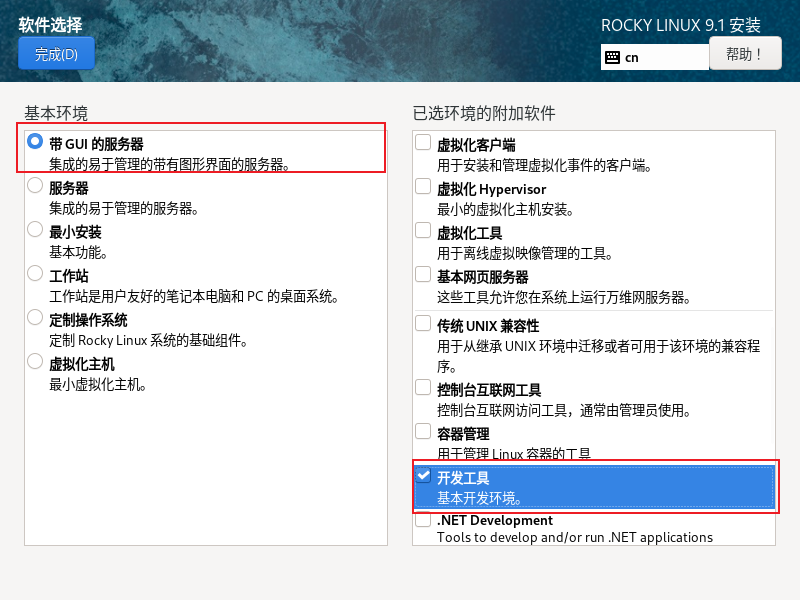 软件选择
ROCKY LINUX 9.1 安装
完成(D)
cn
帮助！
基本环境
带 GUI 的服务器
集成的易于管理的带有图形界面的服务器。
服务器
集成的易于管理的服务器。
最小安装
基本功能。
工作站
工作站是用户友好的笔记本电脑和 PC 的桌面系统。
定制操作系统
定制 Rocky Linux 系统的基础组件。
虚拟化主机
最小虚拟化主机。
已选环境的附加软件
虚拟化客户端
用于安装和管理虚拟化事件的客户端。
虚拟化 Hypervisor
最小的虚拟化主机安装。
虚拟化工具
用于离线虚拟映像管理的工具。
基本网页服务器
这些工具允许您在系统上运行万维网服务器。
传统 UNIX 兼容性
用于从继承 UNIX 环境中迁移或者可用于该环境的兼容程
序。
控制台互联网工具
控制台互联网访问工具，通常由管理员使用。
容器管理
用于管理 Linux 容器的工具
开发工具
基本开发环境。
.NET Development
Tools to develop and/or run .NET applications